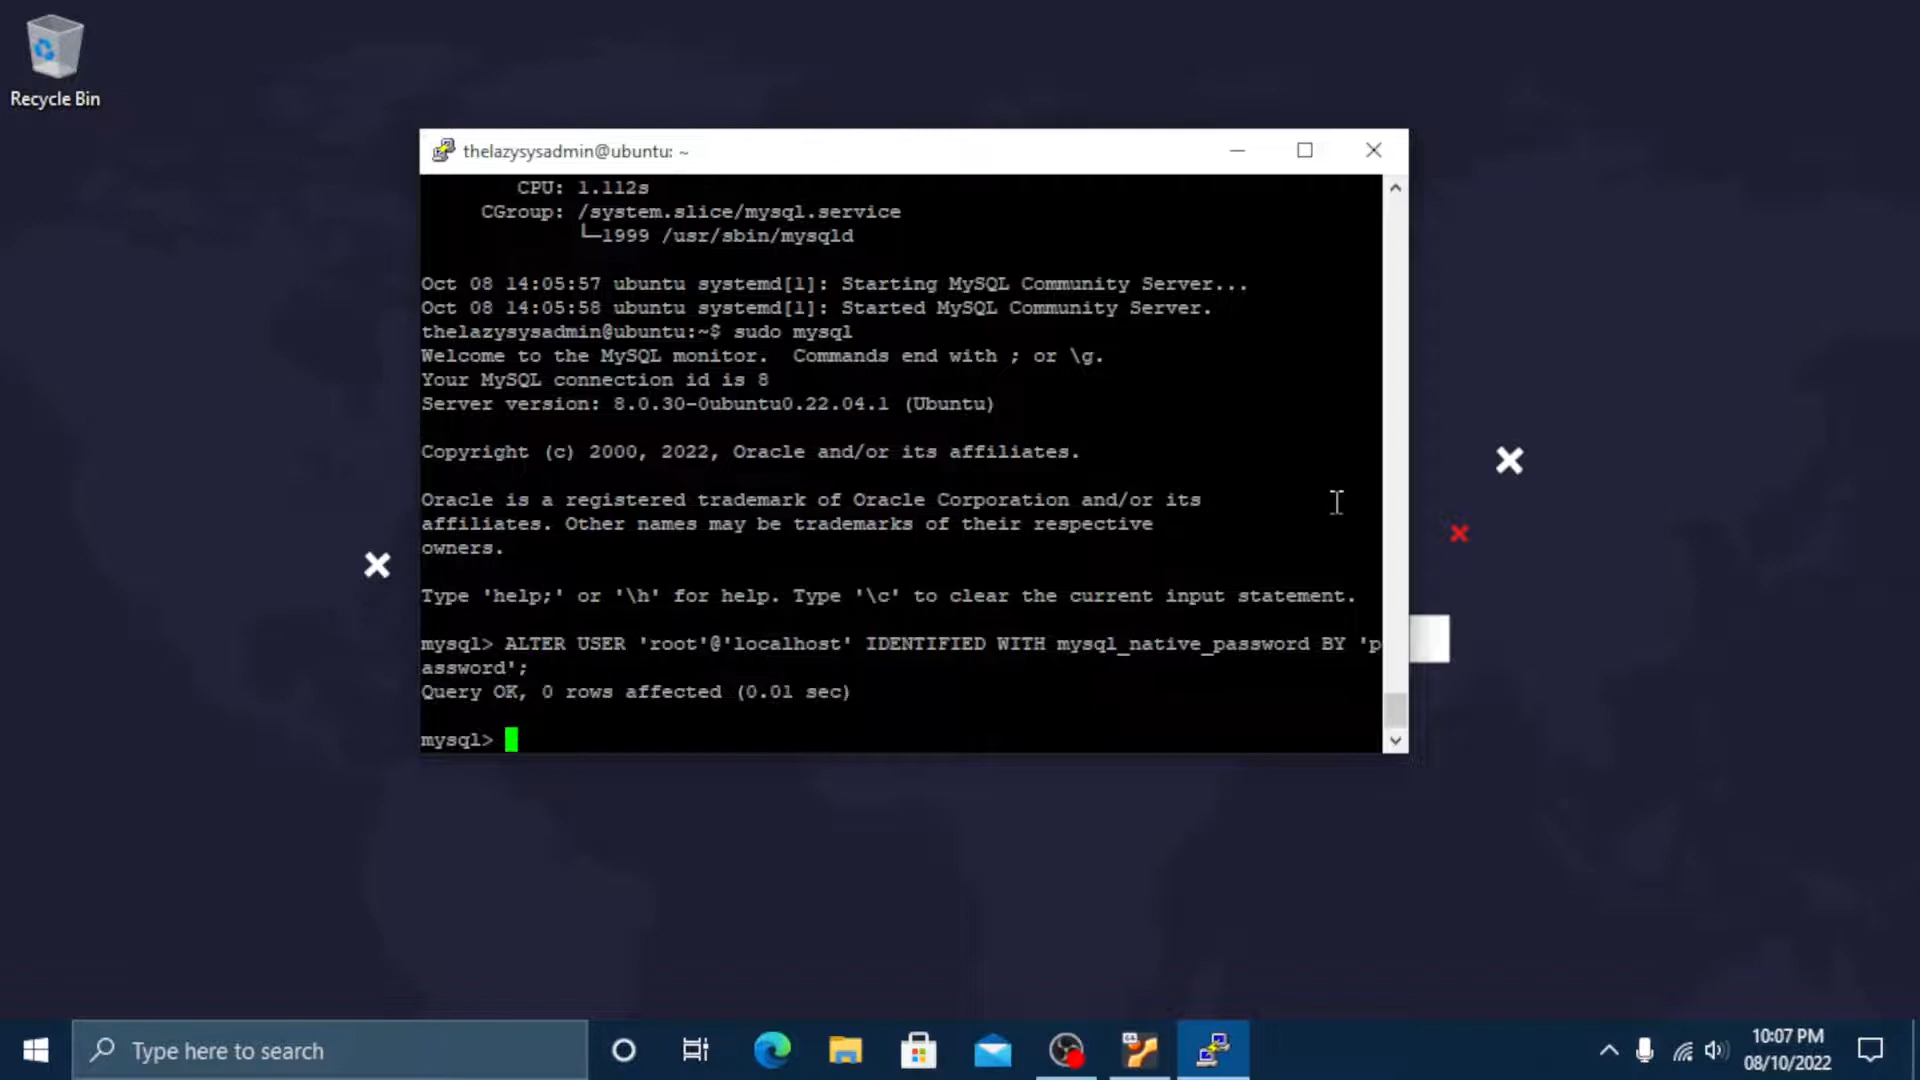 Recycle Bin
thelazysysadmin@ubuntu: ~
CPU: 1.112s
CGroup: /system.slice/mysql.service
└─1999 /usr/sbin/mysqld
Oct 08 14:05:57 ubuntu systemd[1]: Starting MySQL Community Server...
Oct 08 14:05:58 ubuntu systemd[1]: Started MySQL Community Server.
thelazysysadmin@ubuntu:~$ sudo mysql
Welcome to the MySQL monitor.  Commands end with ; or \g.
Your MySQL connection id is 8
Server version: 8.0.30-0ubuntu0.22.04.1 (Ubuntu)
Copyright (c) 2000, 2022, Oracle and/or its affiliates.
Oracle is a registered trademark of Oracle Corporation and/or its
affiliates. Other names may be trademarks of their respective
owners.
Type 'help;' or '\h' for help. Type '\c' to clear the current input statement.
mysql> ALTER USER 'root'@'localhost' IDENTIFIED WITH mysql_native_password BY 'p
assword';
Query OK, 0 rows affected (0.01 sec)
mysql>
Type here to search
10:07 PM
08/10/2022